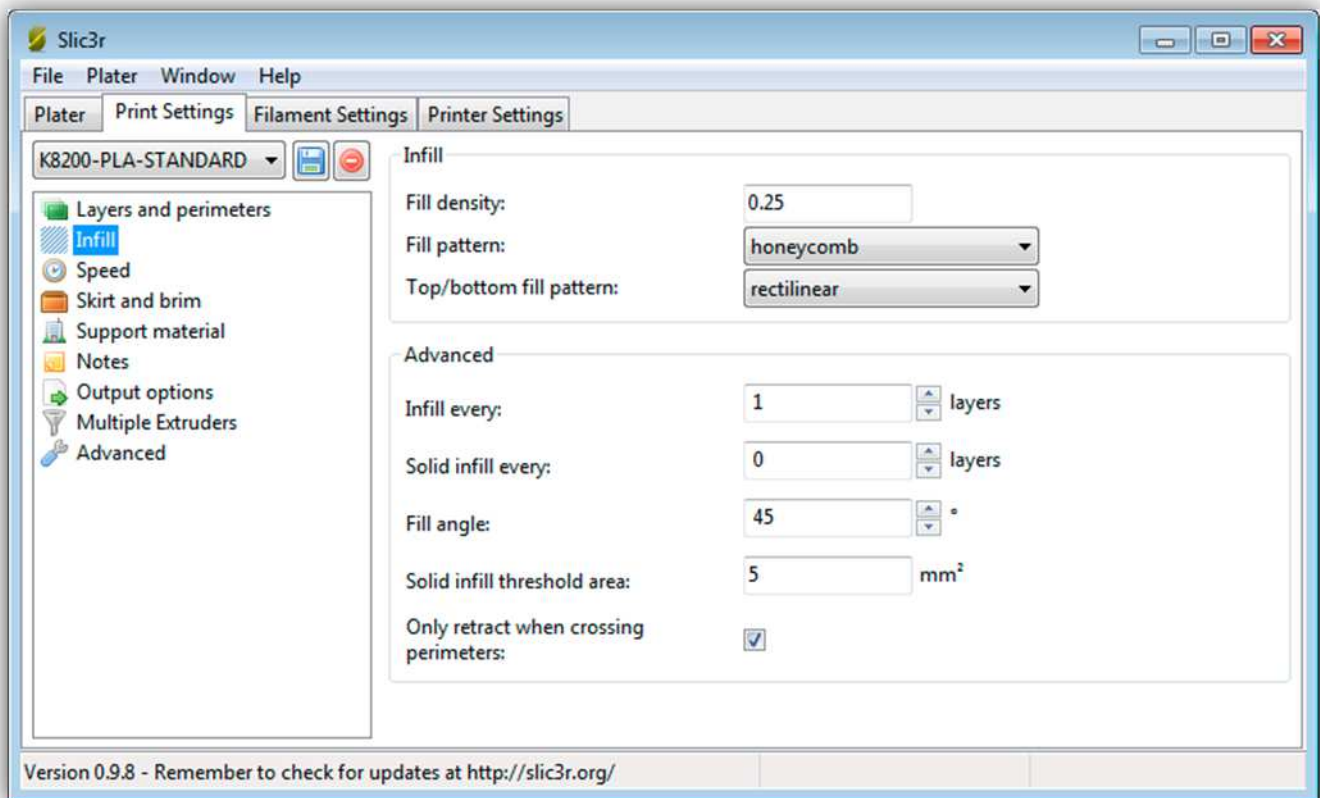 Slic3r
File Plater Window Help
Plater Print Settings Filament Settings Printer Settings
K8200-PLA-STANDARD
Layers and perimeters
Infill
Speed
Skirt and brim
Support material
Notes
Output options
Multiple Extruders
Advanced
Infill
Fill density: 0.25
Fill pattern: honeycomb
Top/bottom fill pattern: rectilinear
Advanced
Infill every: 1 layers
Solid infill every: 0 layers
Fill angle: 45 °
Solid infill threshold area: 5 mm²
Only retract when crossing
perimeters:
Version 0.9.8 - Remember to check for updates at http://slic3r.org/